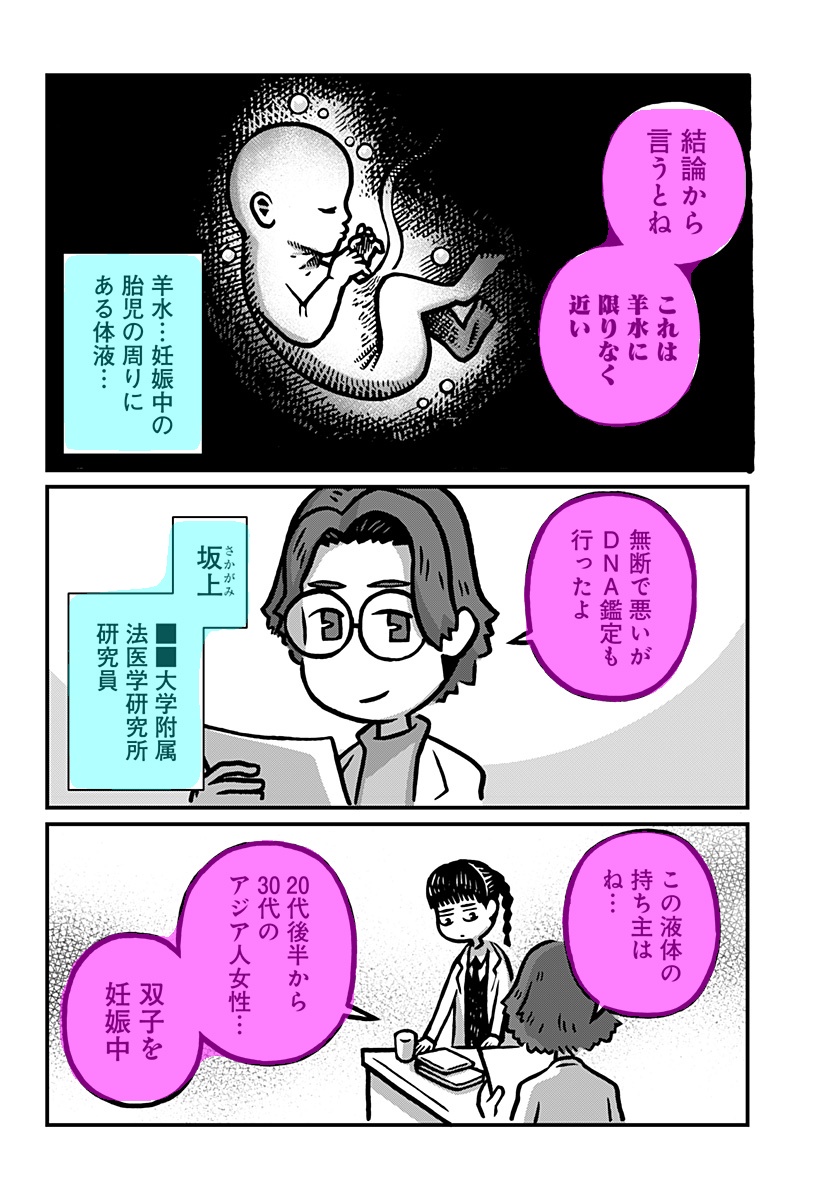 結論から
言うとね
これは
羊水に
限りなく
近い
羊水…妊娠中の
胎児の周りに
ある体液…
無断で悪いが
DNA鑑定も
行ったよ
坂上
さかがみ
■■大学附属
法医学研究所
研究員
この液体の
持ち主は
ね…
20代後半から
30代の
アジア人女性…
双子を
妊娠中